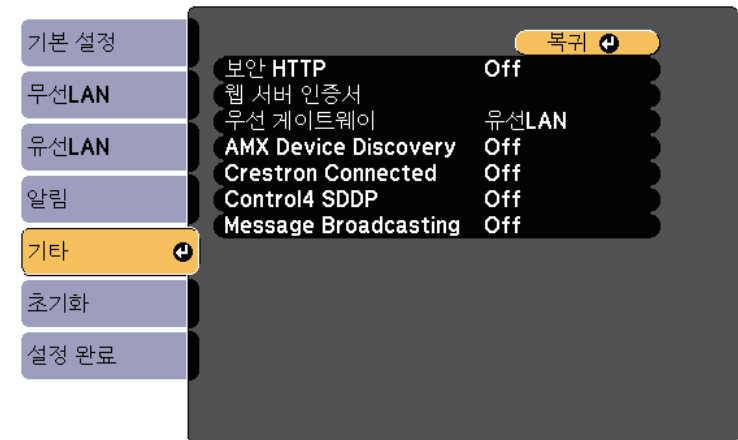 기본 설정
무선LAN
유선LAN
알림
기타
초기화
설정 완료
복귀
보안 HTTP Off
웹 서버 인증서
우선 게이트웨이 유선LAN
AMX Device Discovery Off
Crestron Connected Off
Control4 SDDP Off
Message Broadcasting Off